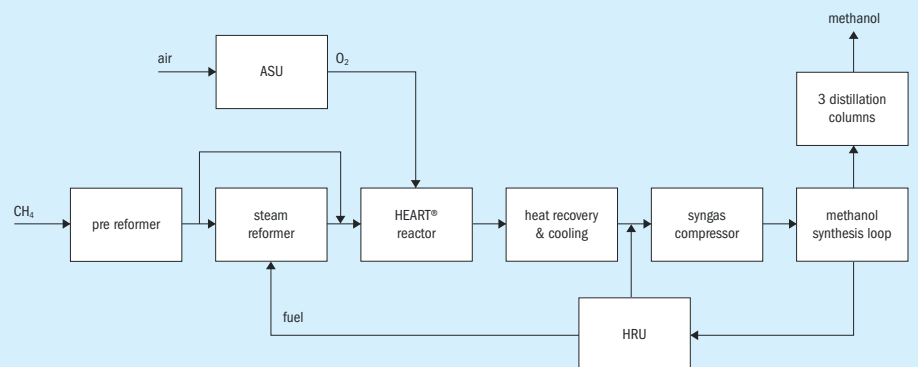 methanol
air
ASU
O₂
3 distillation
columns
CH₄
pre reformer
steam
reformer
HEART®
reactor
heat recovery
& cooling
syngas
compressor
methanol
synthesis loop
fuel
HRU